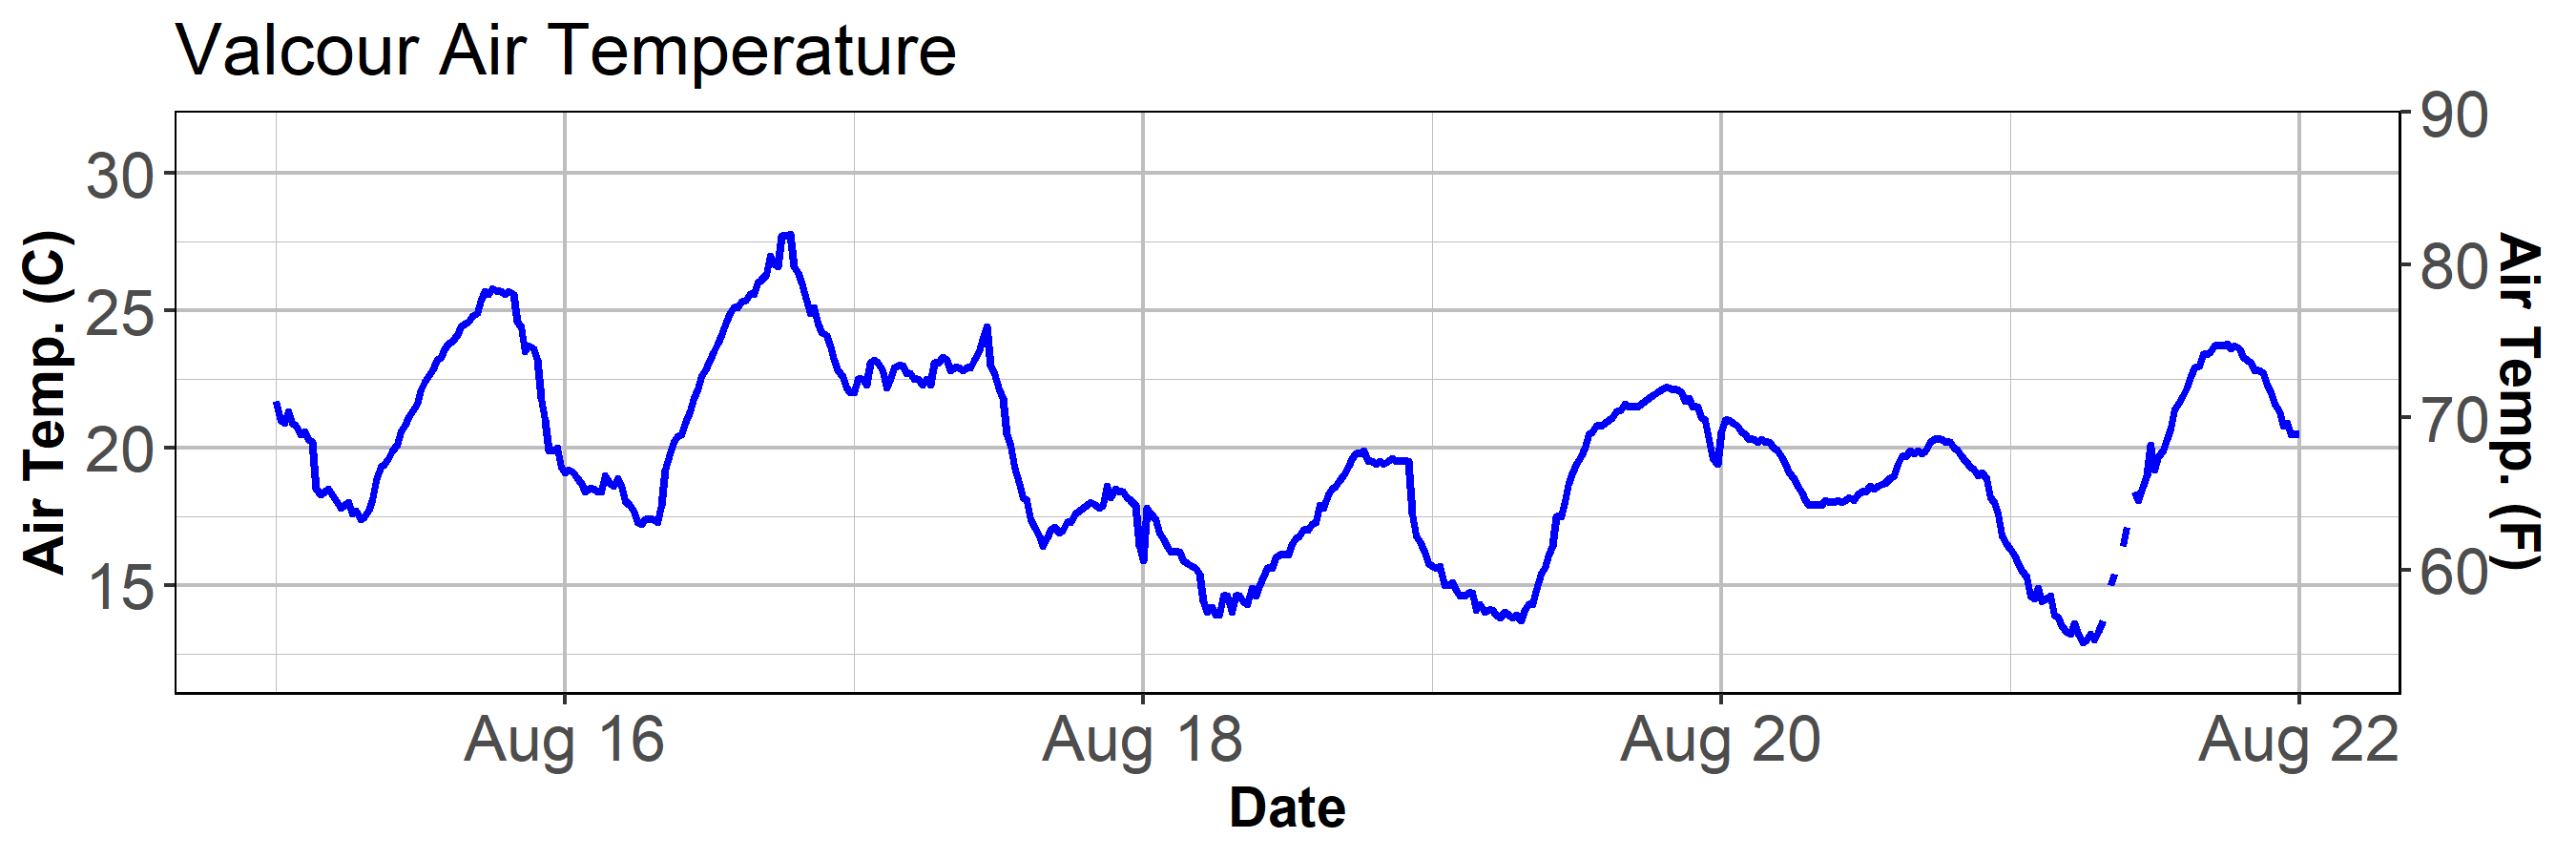 Valcour Air Temperature
Air Temp. (C)
30
25
20
15
90
80
70
60
Air Temp. (F)
Aug 16
Aug 18
Aug 20
Aug 22
Date